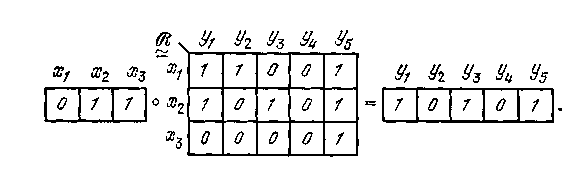 ℛ y₁ y₂ y₃ y₄ y₅
x₁ x₂ x₃ x₁ 1 1 0 0 1 y₁ y₂ y₃ y₄ y₅
0 1 1 ∘ x₂ 1 0 1 0 1 = 1 0 1 0 1 .
x₃ 0 0 0 0 1